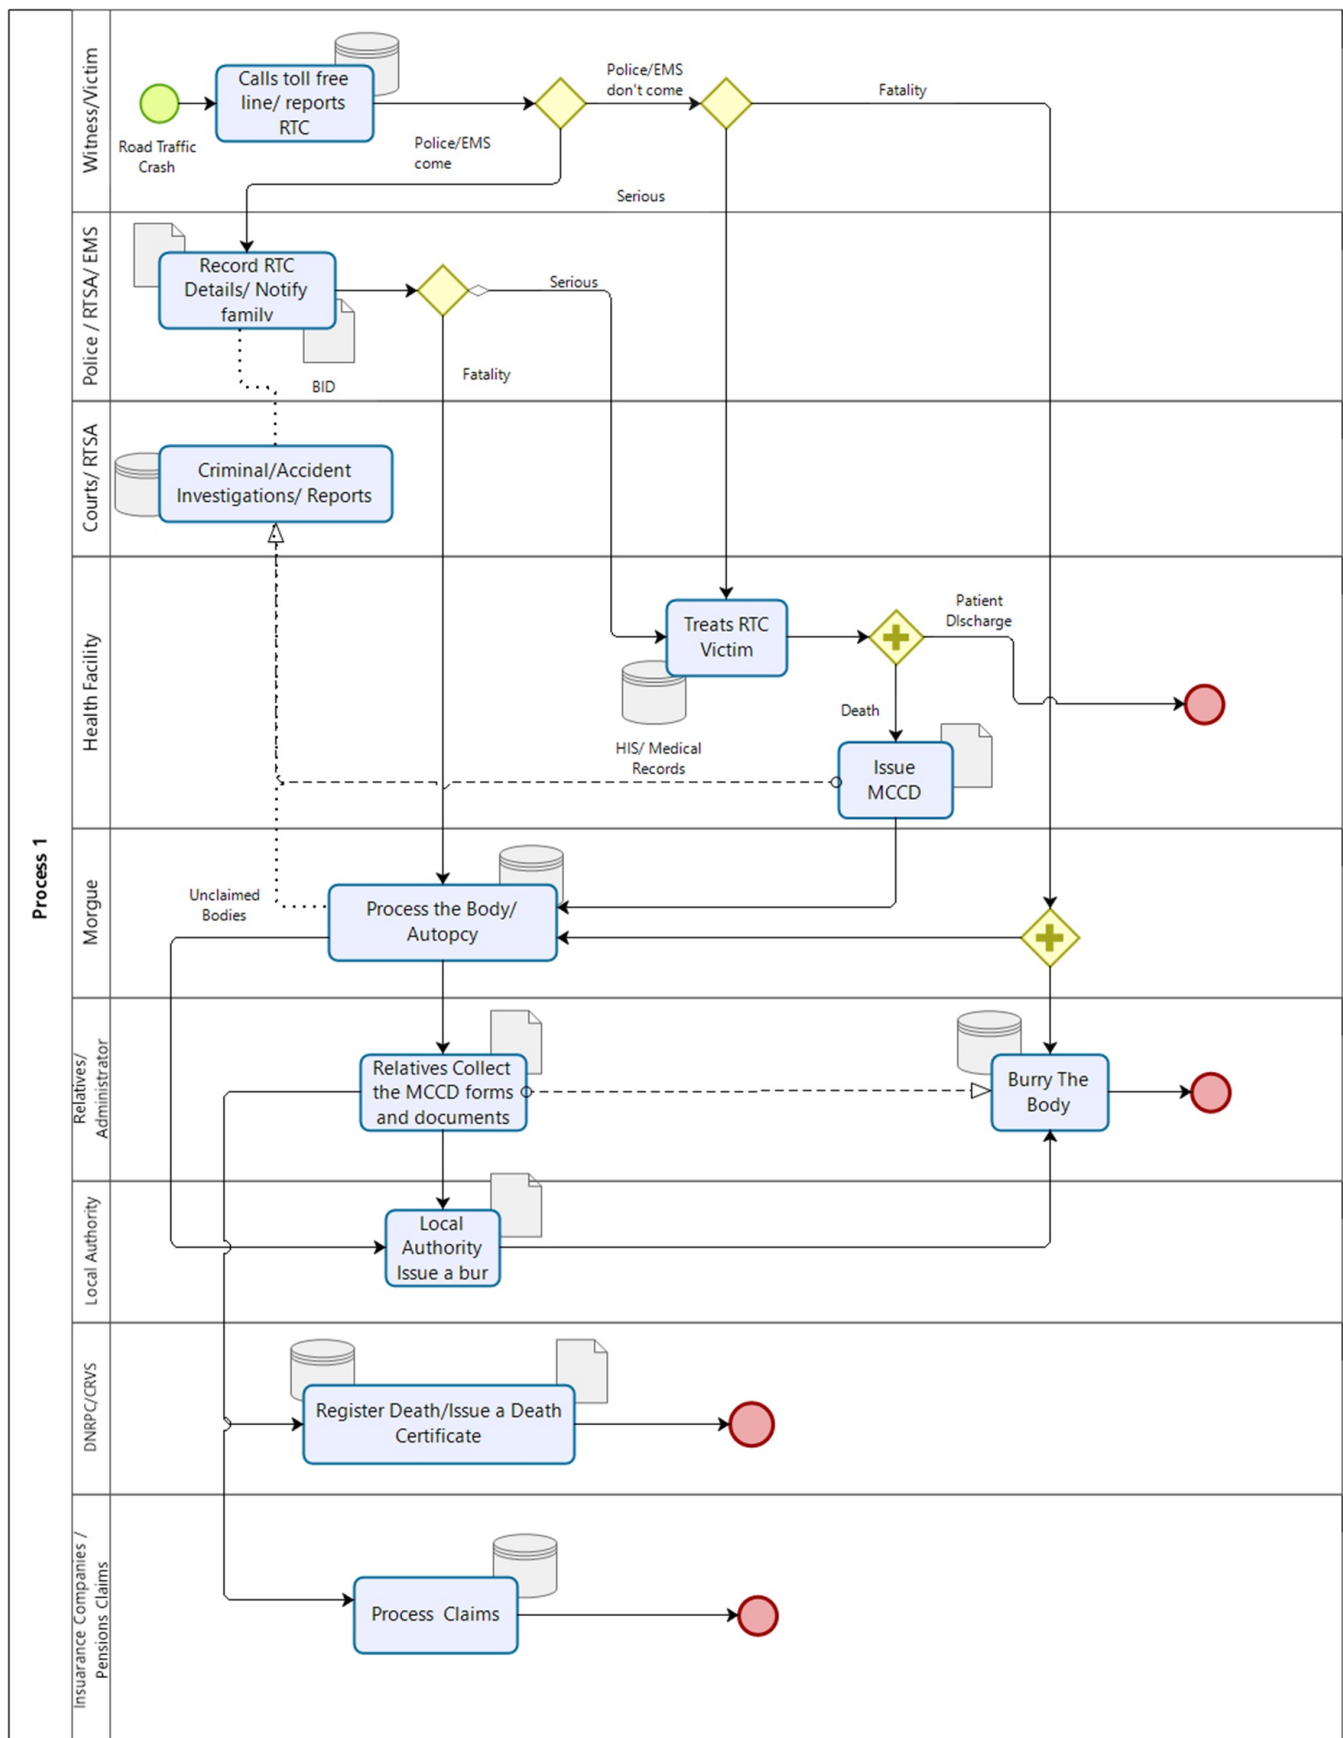 Process 1
Witness/Victim
Road Traffic
Crash
Calls toll free
line/ reports
RTC
Police/EMS
come
Police/EMS
don't come
Fatality
Serious
Police / RTSA/ EMS
Record RTC
Details/ Notify
family
BID
Serious
Fatality
Courts/ RTSA
Criminal/Accident
Investigations/ Reports
Health Facility
Treats RTC
Victim
HIS/ Medical
Records
Patient
DIscharge
Death
Issue
MCCD
Morgue
Unclaimed
Bodies
Process the Body/
Autopcy
Relatives/
Administrator
Relatives Collect
the MCCD forms
and documents
Burry The
Body
Local Authority
Local
Authority
Issue a bur
DNRPC/CRVS
Register Death/Issue a Death
Certificate
Insuarance Companies /
Pensions Claims
Process Claims